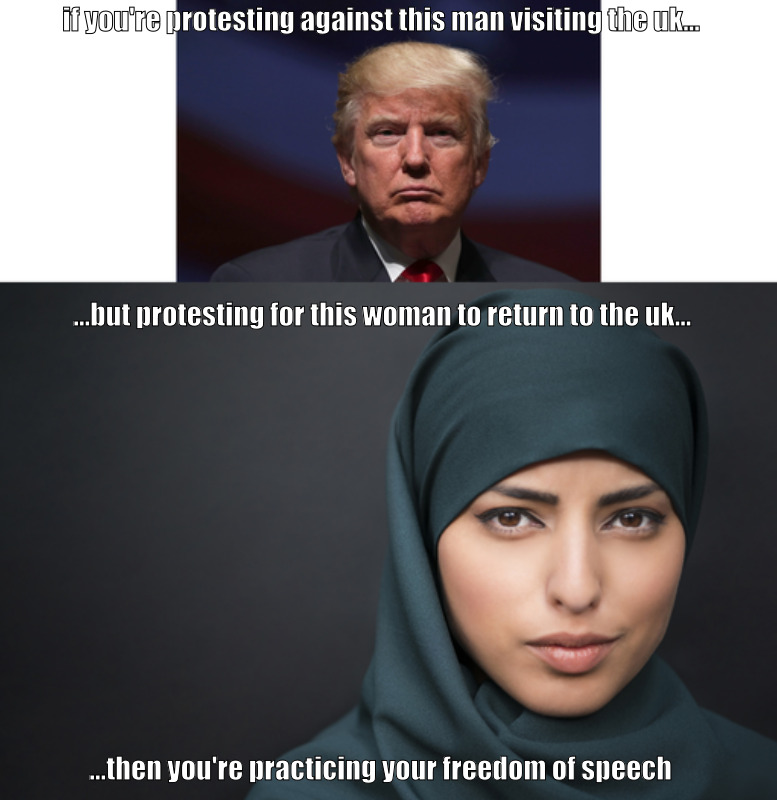 if you're protesting against this man visiting the uk...
...but protesting for this woman to return to the uk...
...then you're practicing your freedom of speech